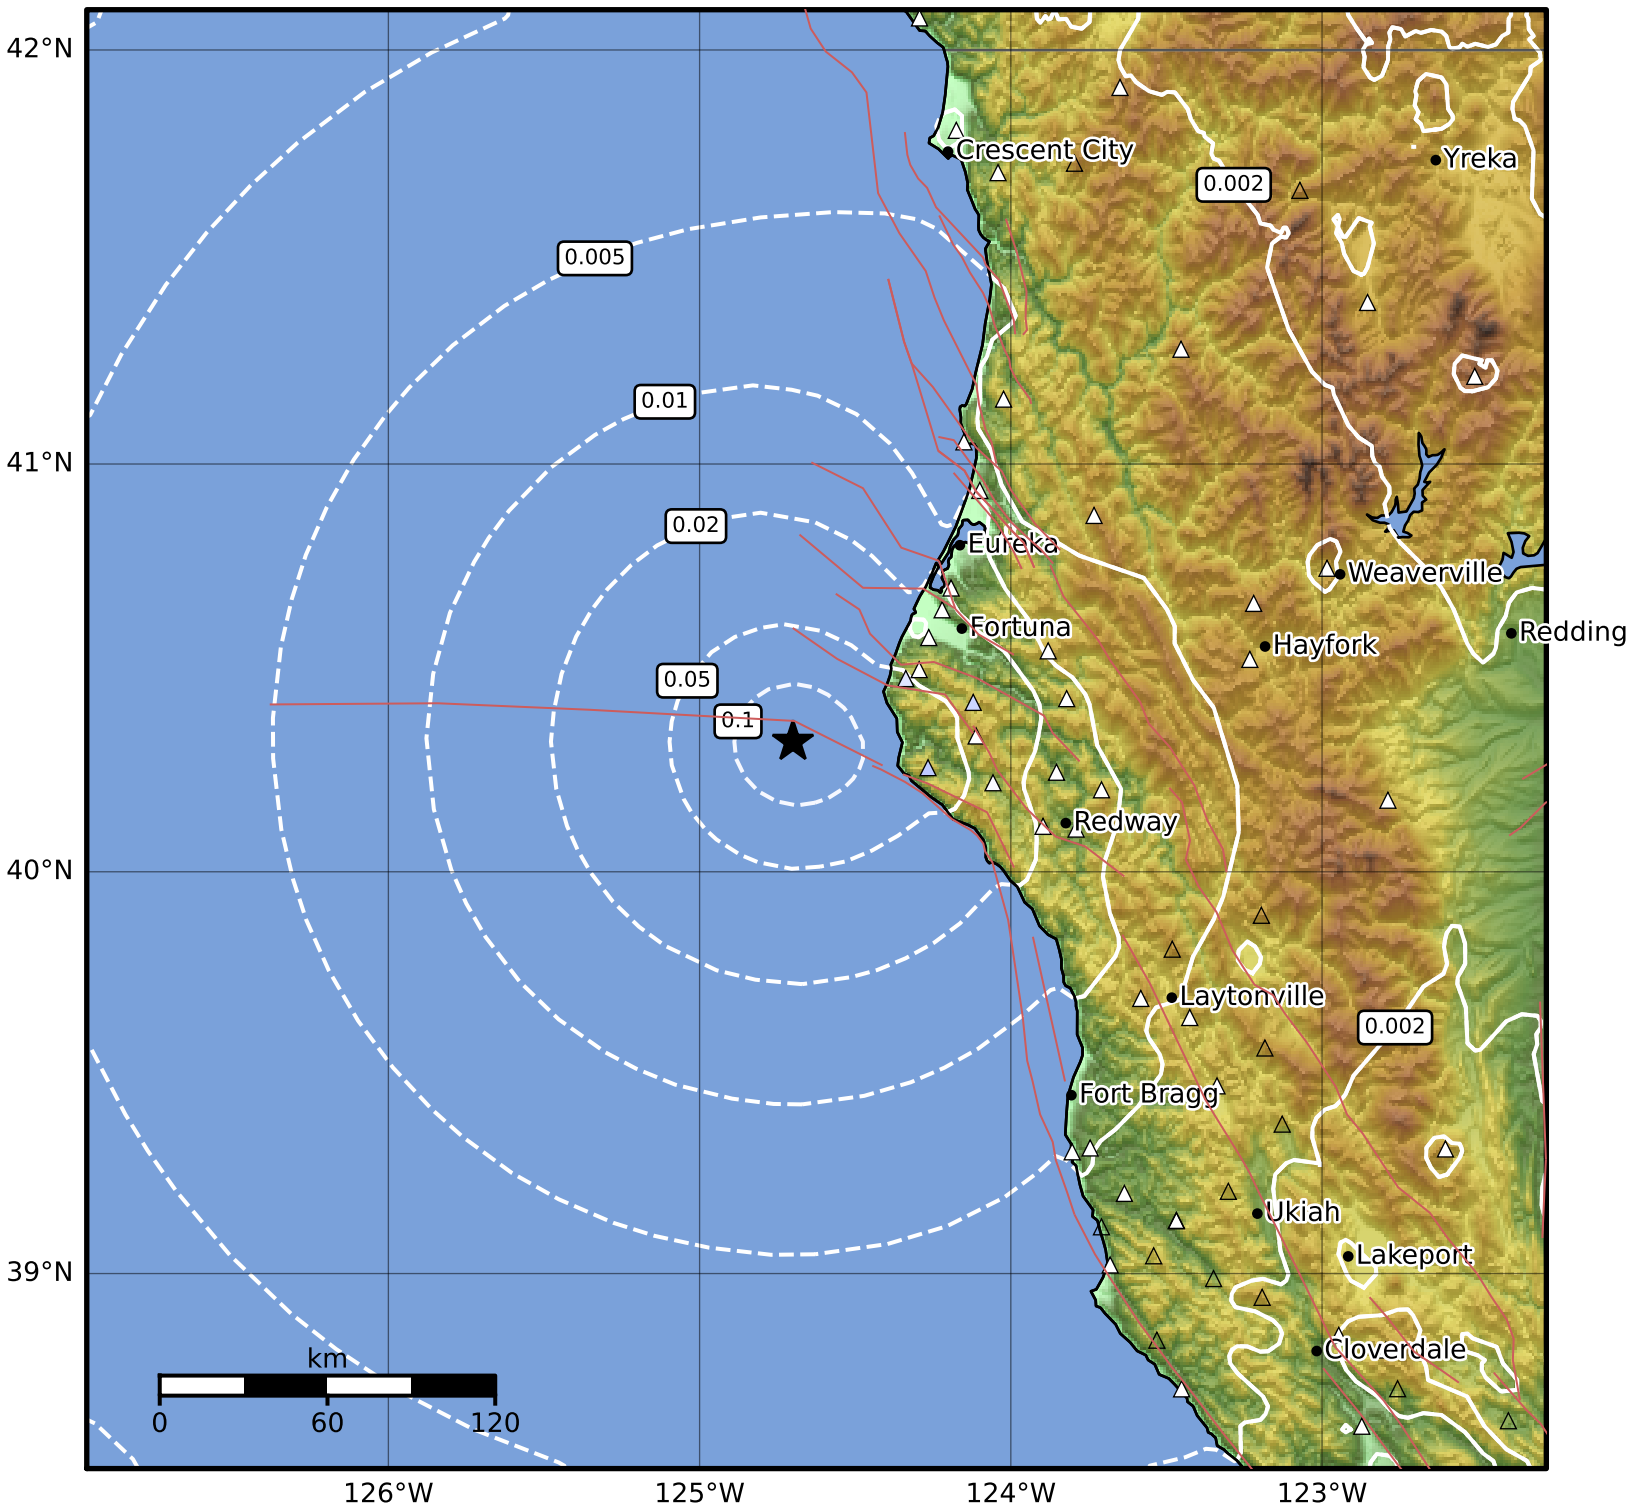 42°N
Crescent City
Yreka
0.002
0.005
0.01
41°N
0.02
Eureka
Weaverville
Fortuna
Redding
Hayfork
0.05
0.1
Redway
40°N
Laytonville
0.002
Fort Bragg
Ukiah
Lakeport
39°N
Cloverdale
km
0 60 120
126°W 125°W 124°W 123°W